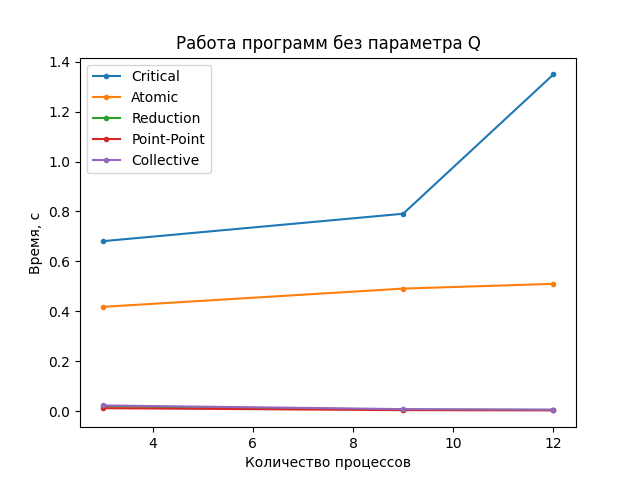 Работа программ без параметра Q
Critical
Atomic
Reduction
Point-Point
Collective
Время, с
1.4
1.2
1.0
0.8
0.6
0.4
0.2
0.0
4
6
8
10
12
Количество процессов